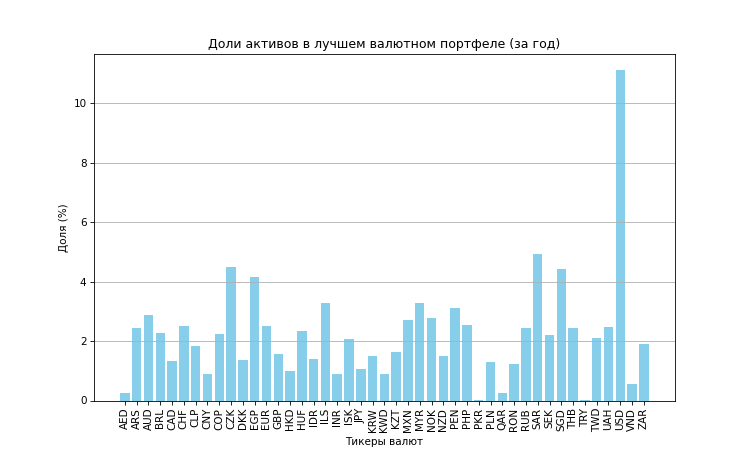 Доли активов в лучшем валютном портфеле (за год)
Доля (%)
10
8
6
4
2
0
AED ARS AUD BRL CAD CHF CLP CNY COP CZK DKK EGP EUR GBP HKD HUF IDR ILS INR ISK JPY KRW KWD KZT MXN MYR NOK NZD PEN PHP PKR PLN QAR RON RUB SAR SEK SGD THB TRY TWD UAH USD VND ZAR
Тикеры валют